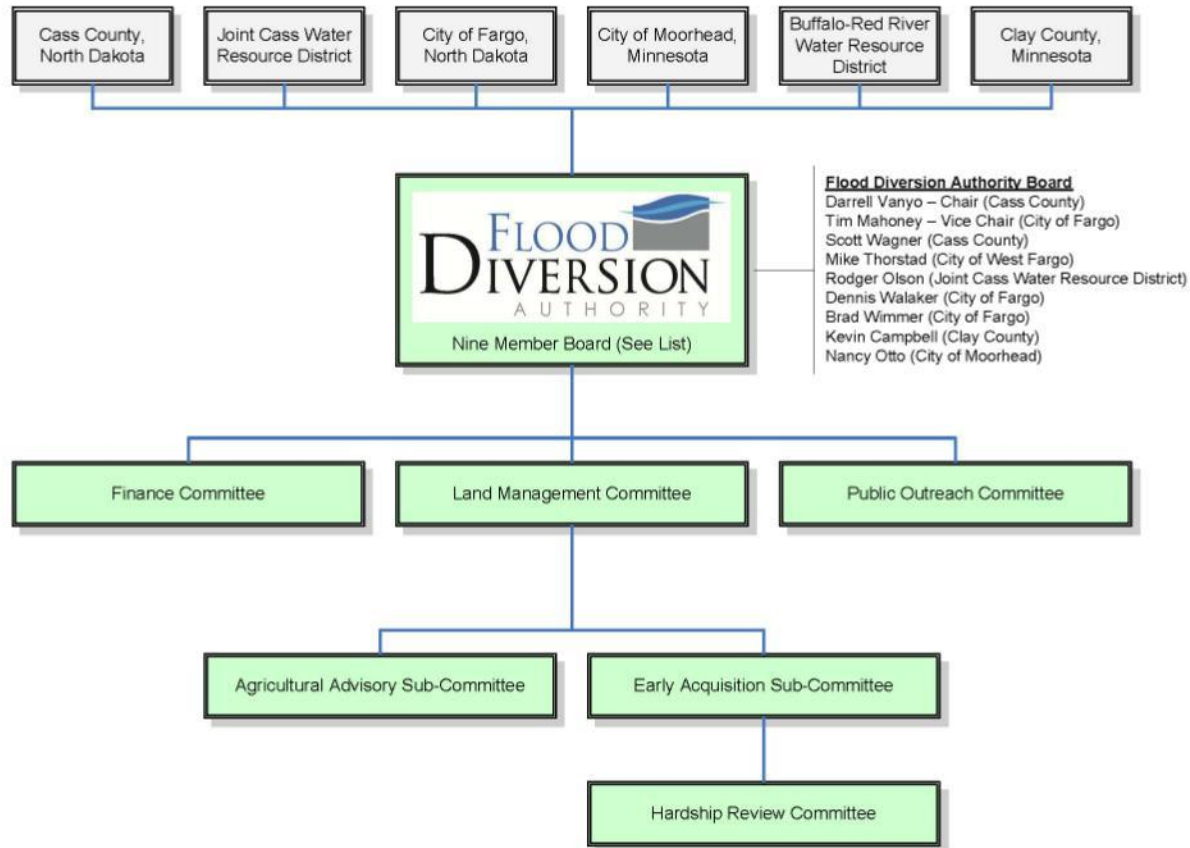 Cass County,
North Dakota
Joint Cass Water
Resource District
City of Fargo,
North Dakota
City of Moorhead,
Minnesota
Buffalo-Red River
Water Resource
District
Clay County,
Minnesota
FLOOD
DIVERSION
AUTHORITY
Nine Member Board (See List)
Flood Diversion Authority Board
Darrell Vanyo – Chair (Cass County)
Tim Mahoney – Vice Chair (City of Fargo)
Scott Wagner (Cass County)
Mike Thorstad (City of West Fargo)
Rodger Olson (Joint Cass Water Resource District)
Dennis Walaker (City of Fargo)
Brad Wimmer (City of Fargo)
Kevin Campbell (Clay County)
Nancy Otto (City of Moorhead)
Finance Committee
Land Management Committee
Public Outreach Committee
Agricultural Advisory Sub-Committee
Early Acquisition Sub-Committee
Hardship Review Committee